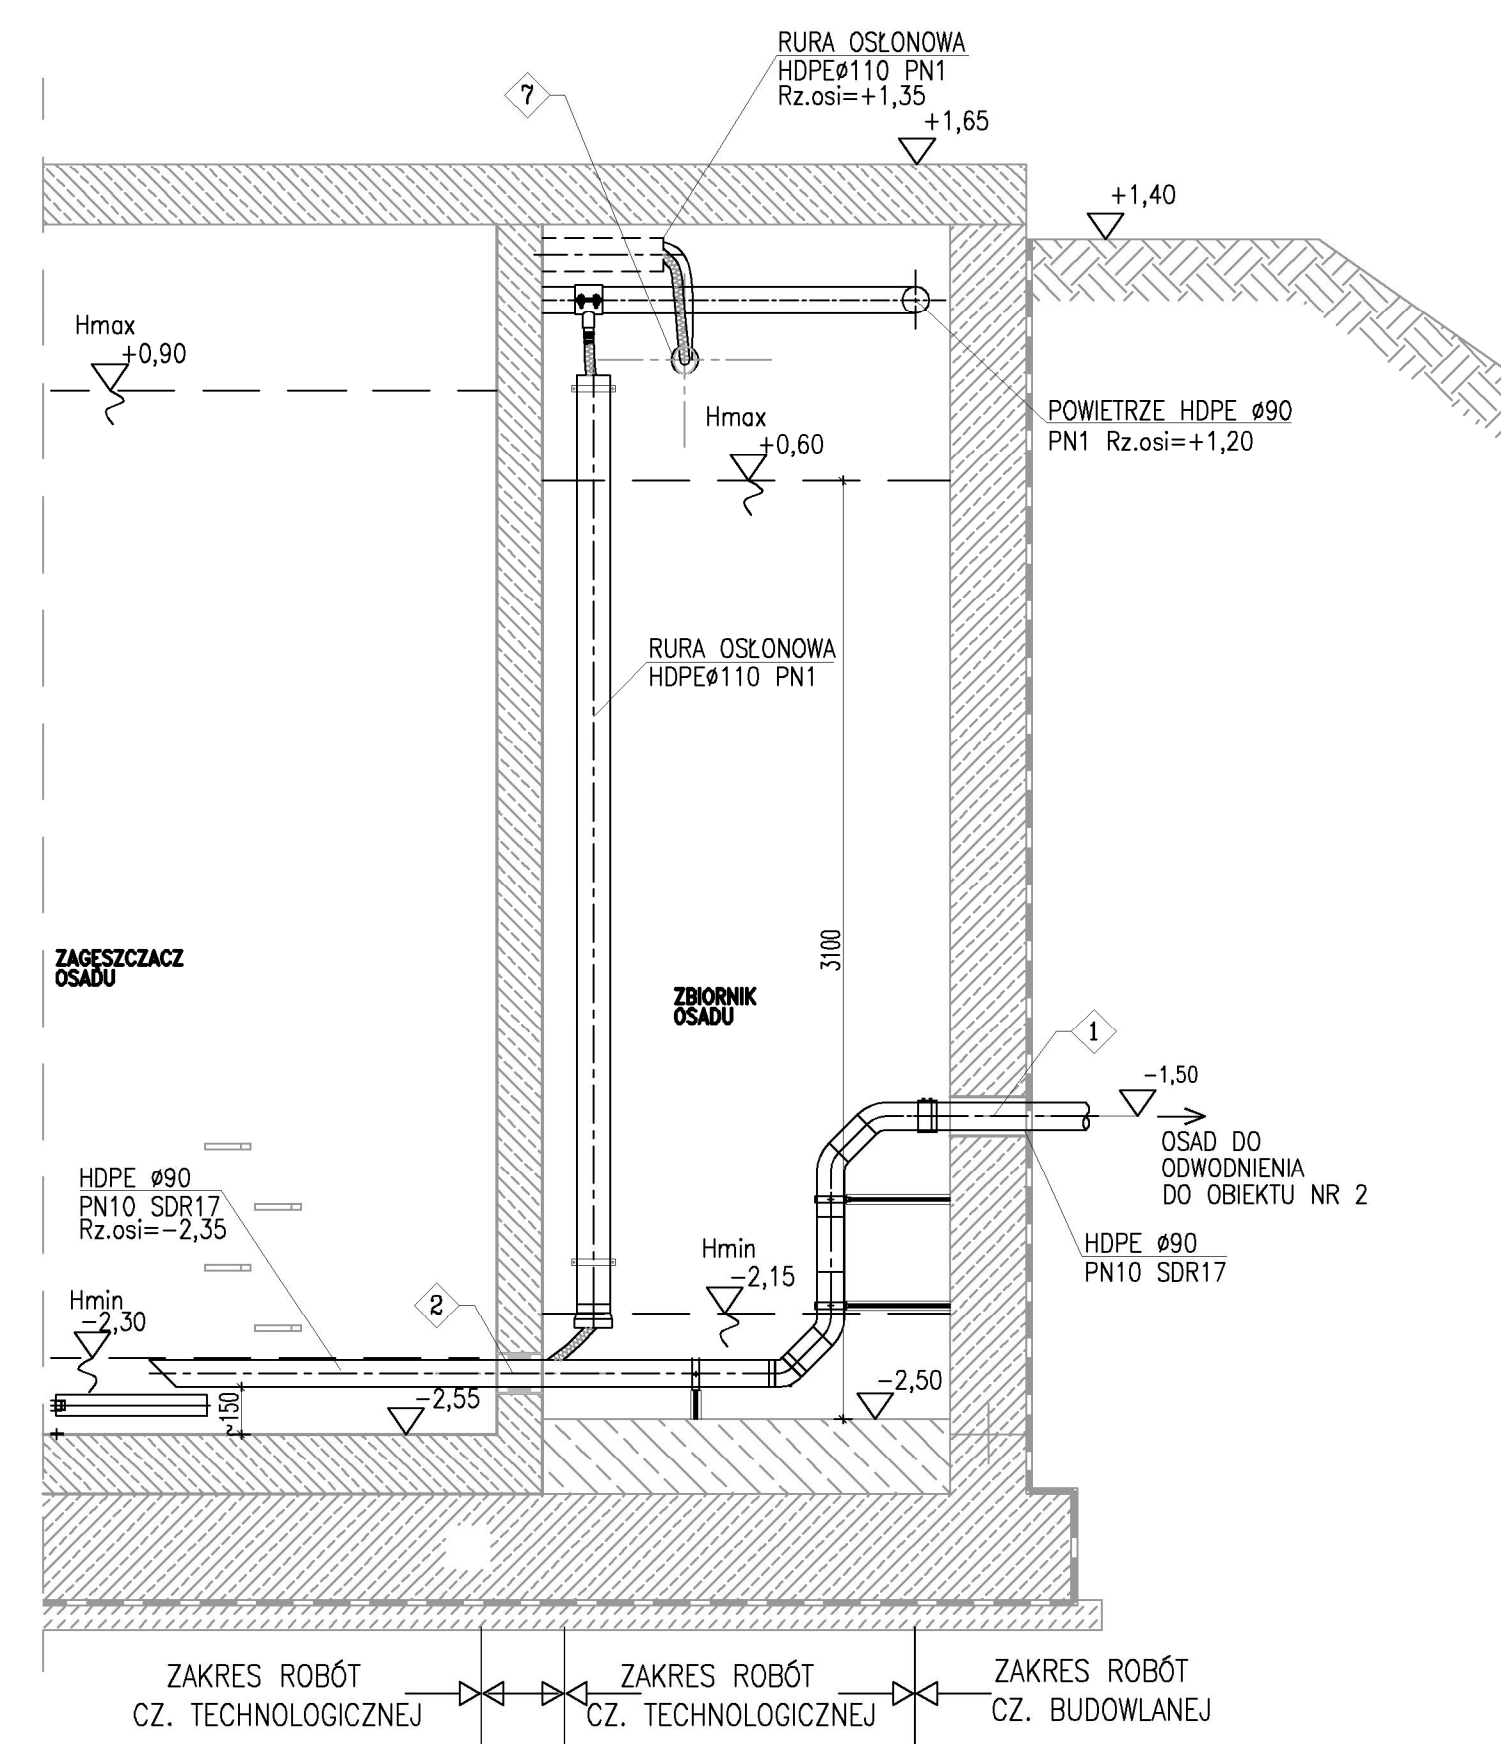 RURA OSŁONOWA
HDPEø110 PN1
Rz.osi=+1,35
7
+1,65
+1,40
Hmax
+0,90
Hmax
+0,60
POWIETRZE HDPE ø90
PN1 Rz.osi=+1,20
RURA OSŁONOWA
HDPEø110 PN1
3100
ZAGĘSZCZACZ
OSADU
ZBIORNIK
OSADU
1
-1,50
OSAD DO
ODWODNIENIA
DO OBIEKTU NR 2
HDPE ø90
PN10 SDR17
Rz.osi=-2,35
HDPE ø90
PN10 SDR17
Hmin
-2,15
Hmin
-2,30
2
~150
-2,55
-2,50
ZAKRES ROBÓT
CZ. TECHNOLOGICZNEJ
ZAKRES ROBÓT
CZ. TECHNOLOGICZNEJ
ZAKRES ROBÓT
CZ. BUDOWLANEJ